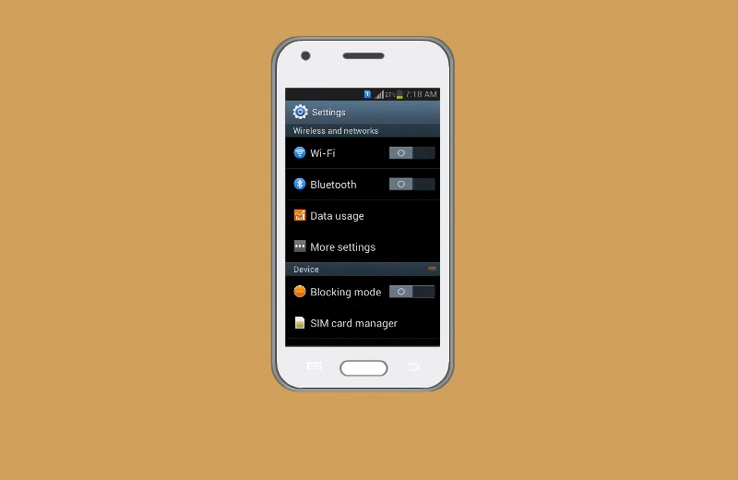 7:18 AM
Settings
Wireless and networks
Wi-Fi
Bluetooth
Data usage
More settings
Device
Blocking mode
SIM card manager